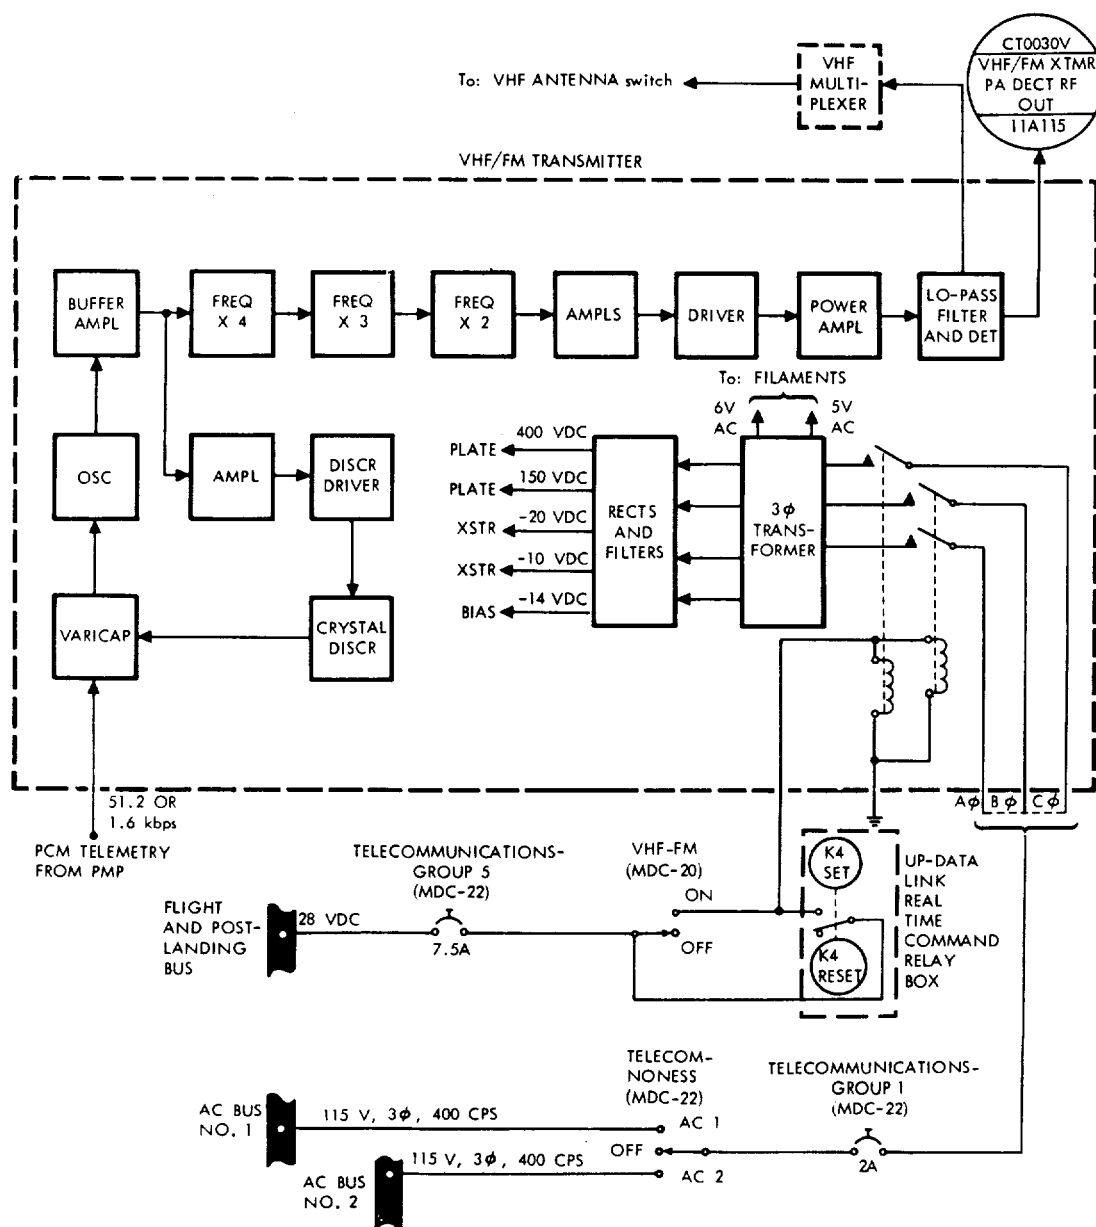 CT0030V
VHF/FM XTMR
PA DECT RF
OUT
11A115
VHF
MULTI-
PLEXER
To: VHF ANTENNA switch
VHF/FM TRANSMITTER
BUFFER
AMPL
FREQ
X 4
FREQ
X 3
FREQ
X 2
AMPLS
DRIVER
POWER
AMPL
LO-PASS
FILTER
AND DET
To: FILAMENTS
6V
AC
5V
AC
OSC
AMPL
DISCR
DRIVER
PLATE
400 VDC
PLATE
150 VDC
XSTR
-20 VDC
XSTR
-10 VDC
BIAS
-14 VDC
RECTS
AND
FILTERS
3ϕ
TRANS-
FORMER
VARICAP
CRYSTAL
DISCR
51.2 OR
1.6 kbps
PCM TELEMETRY
FROM PMP
Aϕ Bϕ Cϕ
TELECOMMUNICATIONS-
GROUP 5
(MDC-22)
7.5A
VHF-FM
(MDC-20)
ON
OFF
K4
SET
K4
RESET
UP-DATA
LINK
REAL
TIME
COMMAND
RELAY
BOX
FLIGHT
AND POST-
LANDING
BUS
28 VDC
TELECOM-
NONESS
(MDC-22)
AC 1
OFF
AC 2
TELECOMMUNICATIONS-
GROUP 1
(MDC-22)
2A
AC BUS
NO. 1
115 V, 3ϕ, 400 CPS
AC BUS
NO. 2
115 V, 3ϕ, 400 CPS